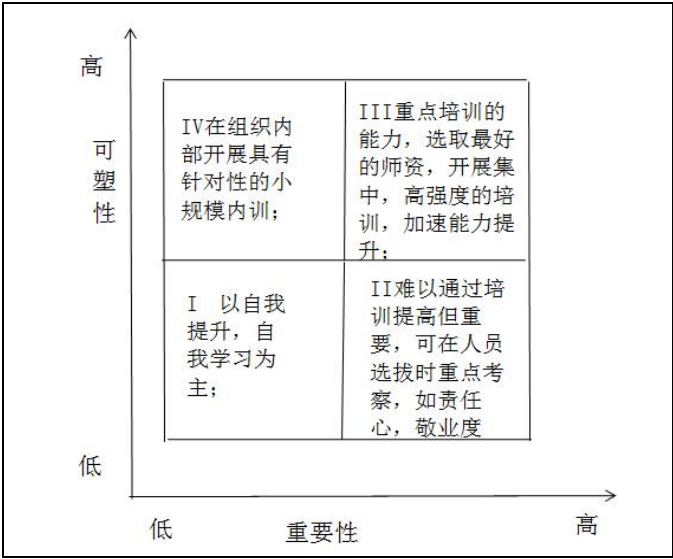 高
可
塑
性
IV在组织内
部开展具有
针对性的小
规模内训；
III重点培训的
能力，选取最好
的师资，开展集
中，高强度的培
训，加速能力提
升；
I 以自我
提升，自
我学习为
主；
II难以通过培
训提高但重
要，可在人员
选拔时重点考
察，如责任
心，敬业度
低
低
重要性
高